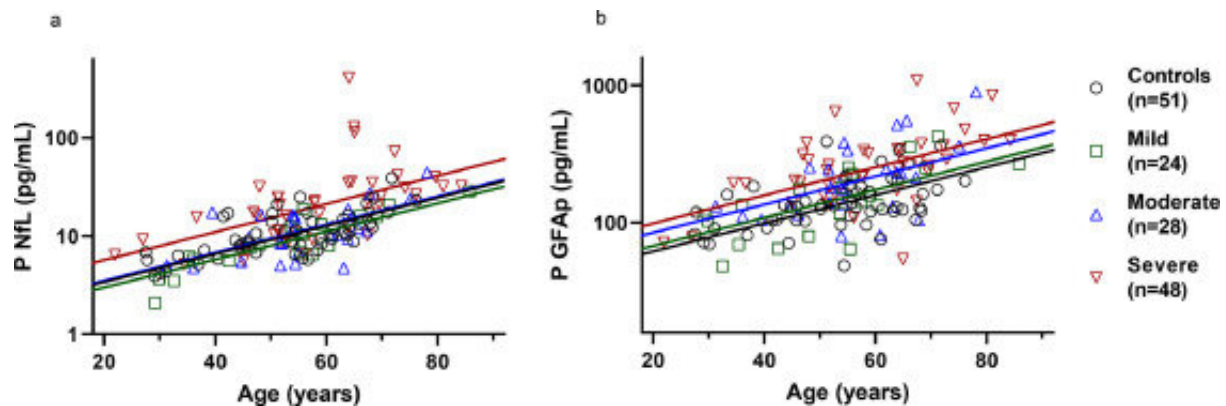 a
P NfL (pg/mL)
100
10
1
20 40 60 80
Age (years)
b
P GFAp (pg/mL)
1000
100
20 40 60 80
Age (years)
Controls
(n=51)
Mild
(n=24)
Moderate
(n=28)
Severe
(n=48)